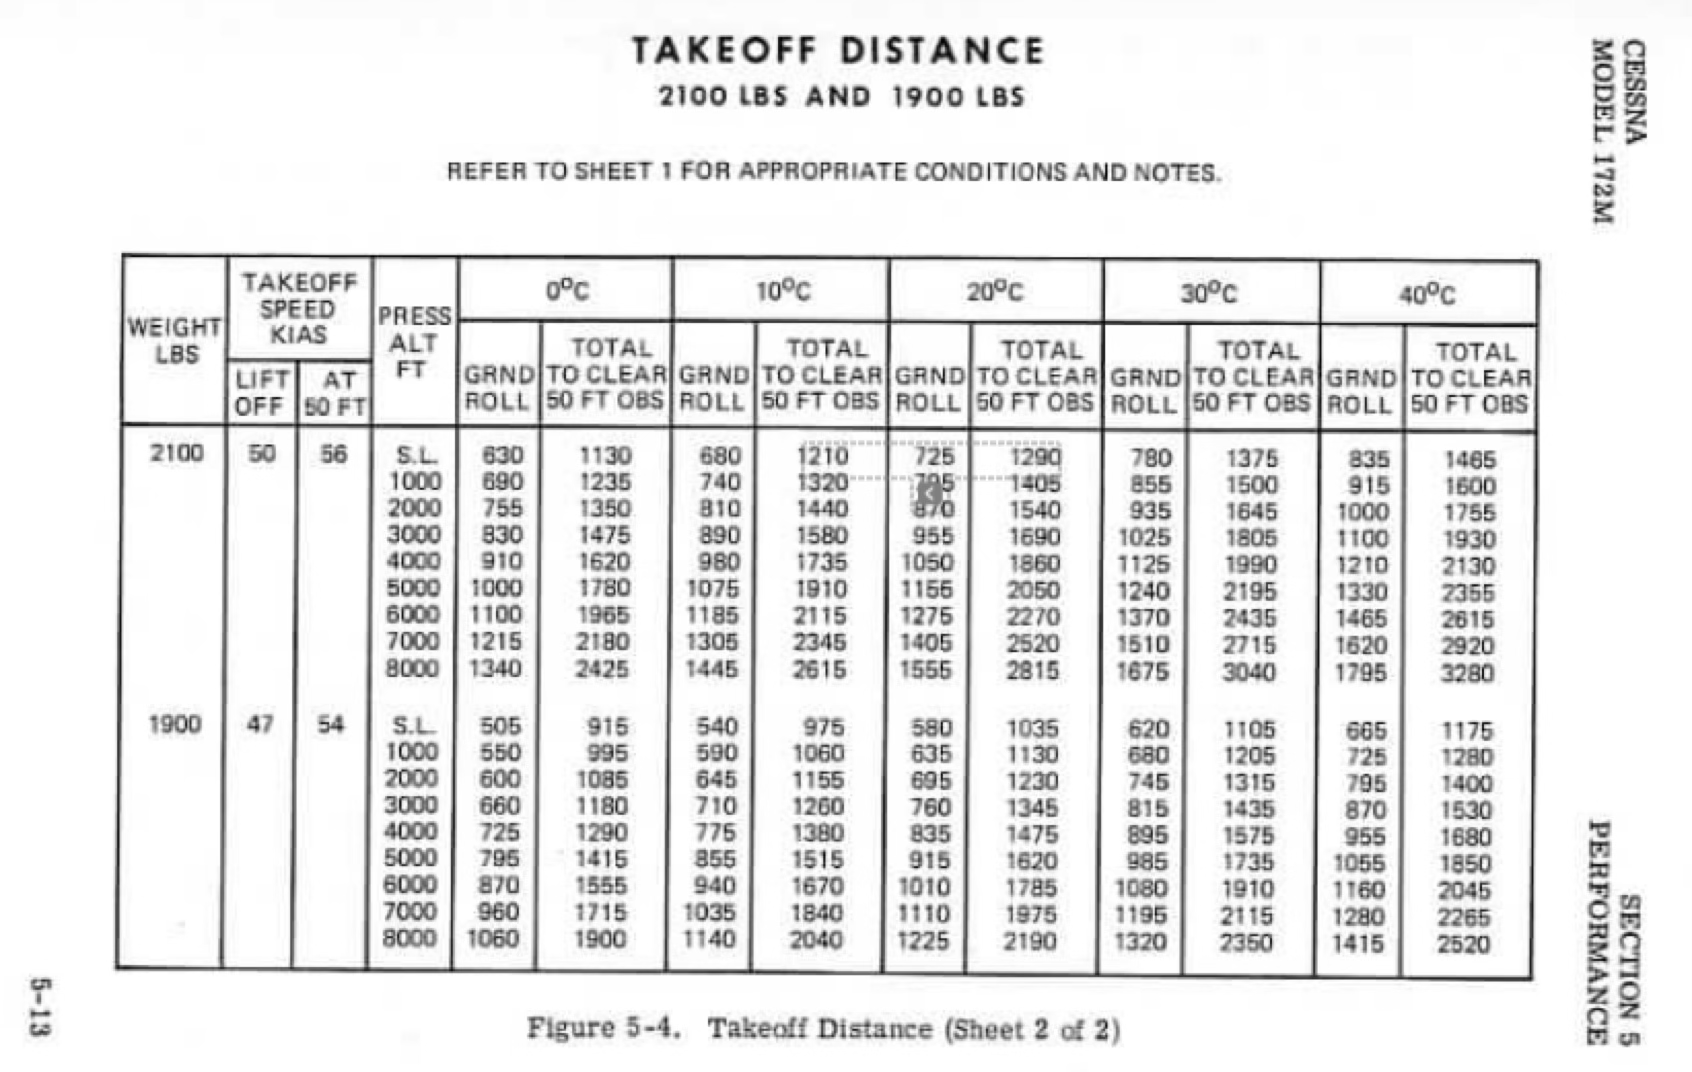 TAKEOFF DISTANCE
2100 LBS AND 1900 LBS
REFER TO SHEET 1 FOR APPROPRIATE CONDITIONS AND NOTES.
CESSNA
MODEL 172M
WEIGHT
LBS
TAKEOFF
SPEED
KIAS
LIFT
OFF
AT
50 FT
PRESS
ALT
FT
0°C 10°C 20°C 30°C 40°C
GRND
ROLL
TOTAL
TO CLEAR
50 FT OBS
GRND
ROLL
TOTAL
TO CLEAR
50 FT OBS
GRND
ROLL
TOTAL
TO CLEAR
50 FT OBS
GRND
ROLL
TOTAL
TO CLEAR
50 FT OBS
GRND
ROLL
TOTAL
TO CLEAR
50 FT OBS
2100 50 56 S.L. 630 1130 680 1210 725 1290 780 1375 835 1465
1000 690 1235 740 1320 795 1405 855 1500 915 1600
2000 755 1350 810 1440 870 1540 935 1645 1000 1755
3000 830 1475 890 1580 955 1690 1025 1805 1100 1930
4000 910 1620 980 1735 1050 1860 1125 1990 1210 2130
5000 1000 1780 1075 1910 1155 2050 1240 2195 1330 2355
6000 1100 1965 1185 2115 1275 2270 1370 2435 1465 2615
7000 1215 2180 1305 2345 1405 2520 1510 2715 1620 2920
8000 1340 2425 1445 2615 1555 2815 1675 3040 1795 3280
1900 47 54 S.L. 505 915 540 975 580 1035 620 1105 665 1175
1000 550 995 590 1060 635 1130 680 1205 725 1280
2000 600 1085 645 1155 695 1230 745 1315 795 1400
3000 660 1180 710 1260 760 1345 815 1435 870 1530
4000 725 1290 775 1380 835 1475 895 1575 955 1680
5000 795 1415 855 1515 915 1620 985 1735 1055 1850
6000 870 1555 940 1670 1010 1785 1080 1910 1160 2045
7000 960 1715 1035 1840 1110 1975 1195 2115 1280 2265
8000 1060 1900 1140 2040 1225 2190 1320 2350 1415 2520
Figure 5-4. Takeoff Distance (Sheet 2 of 2)
SECTION 5
PERFORMANCE
5-13